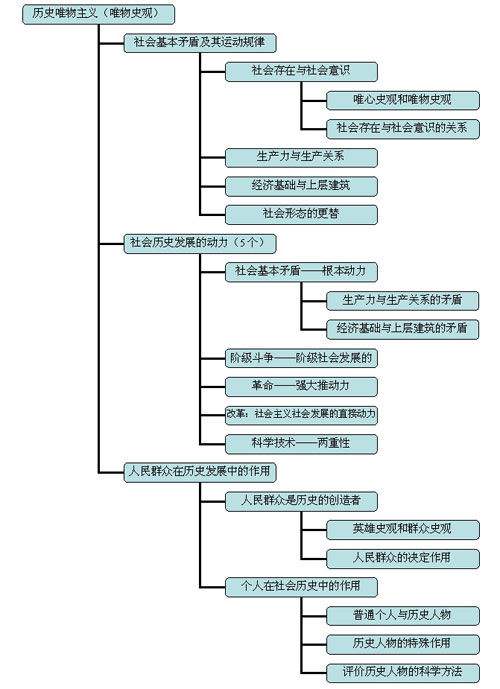 历史唯物主义（唯物史观）
社会基本矛盾及其运动规律
社会存在与社会意识
唯心史观和唯物史观
社会存在与社会意识的关系
生产力与生产关系
经济基础与上层建筑
社会形态的更替
社会历史发展的动力（5个）
社会基本矛盾——根本动力
生产力与生产关系的矛盾
经济基础与上层建筑的矛盾
阶级斗争——阶级社会发展的
革命——强大推动力
改革：社会主义社会发展的直接动力
科学技术——两重性
人民群众在历史发展中的作用
人民群众是历史的创造者
英雄史观和群众史观
人民群众的决定作用
个人在社会历史中的作用
普通个人与历史人物
历史人物的特殊作用
评价历史人物的科学方法